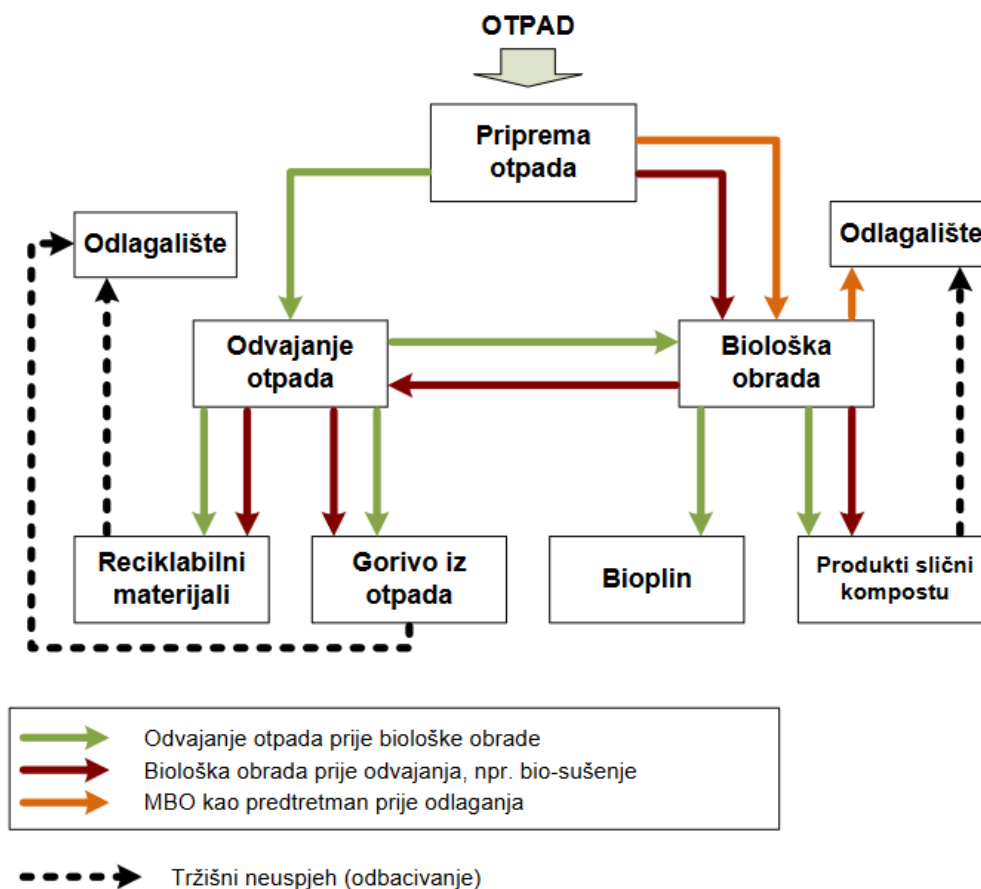 OTPAD
Priprema
otpada
Odlagalište
Odlagalište
Odvajanje
otpada
Biološka
obrada
Reciklabilni
materijali
Gorivo iz
otpada
Bioplin
Produkti slični
kompostu
Odvajanje otpada prije biološke obrade
Biološka obrada prije odvajanja, npr. bio-sušenje
MBO kao predtretman prije odlaganja
Tržišni neuspjeh (odbacivanje)